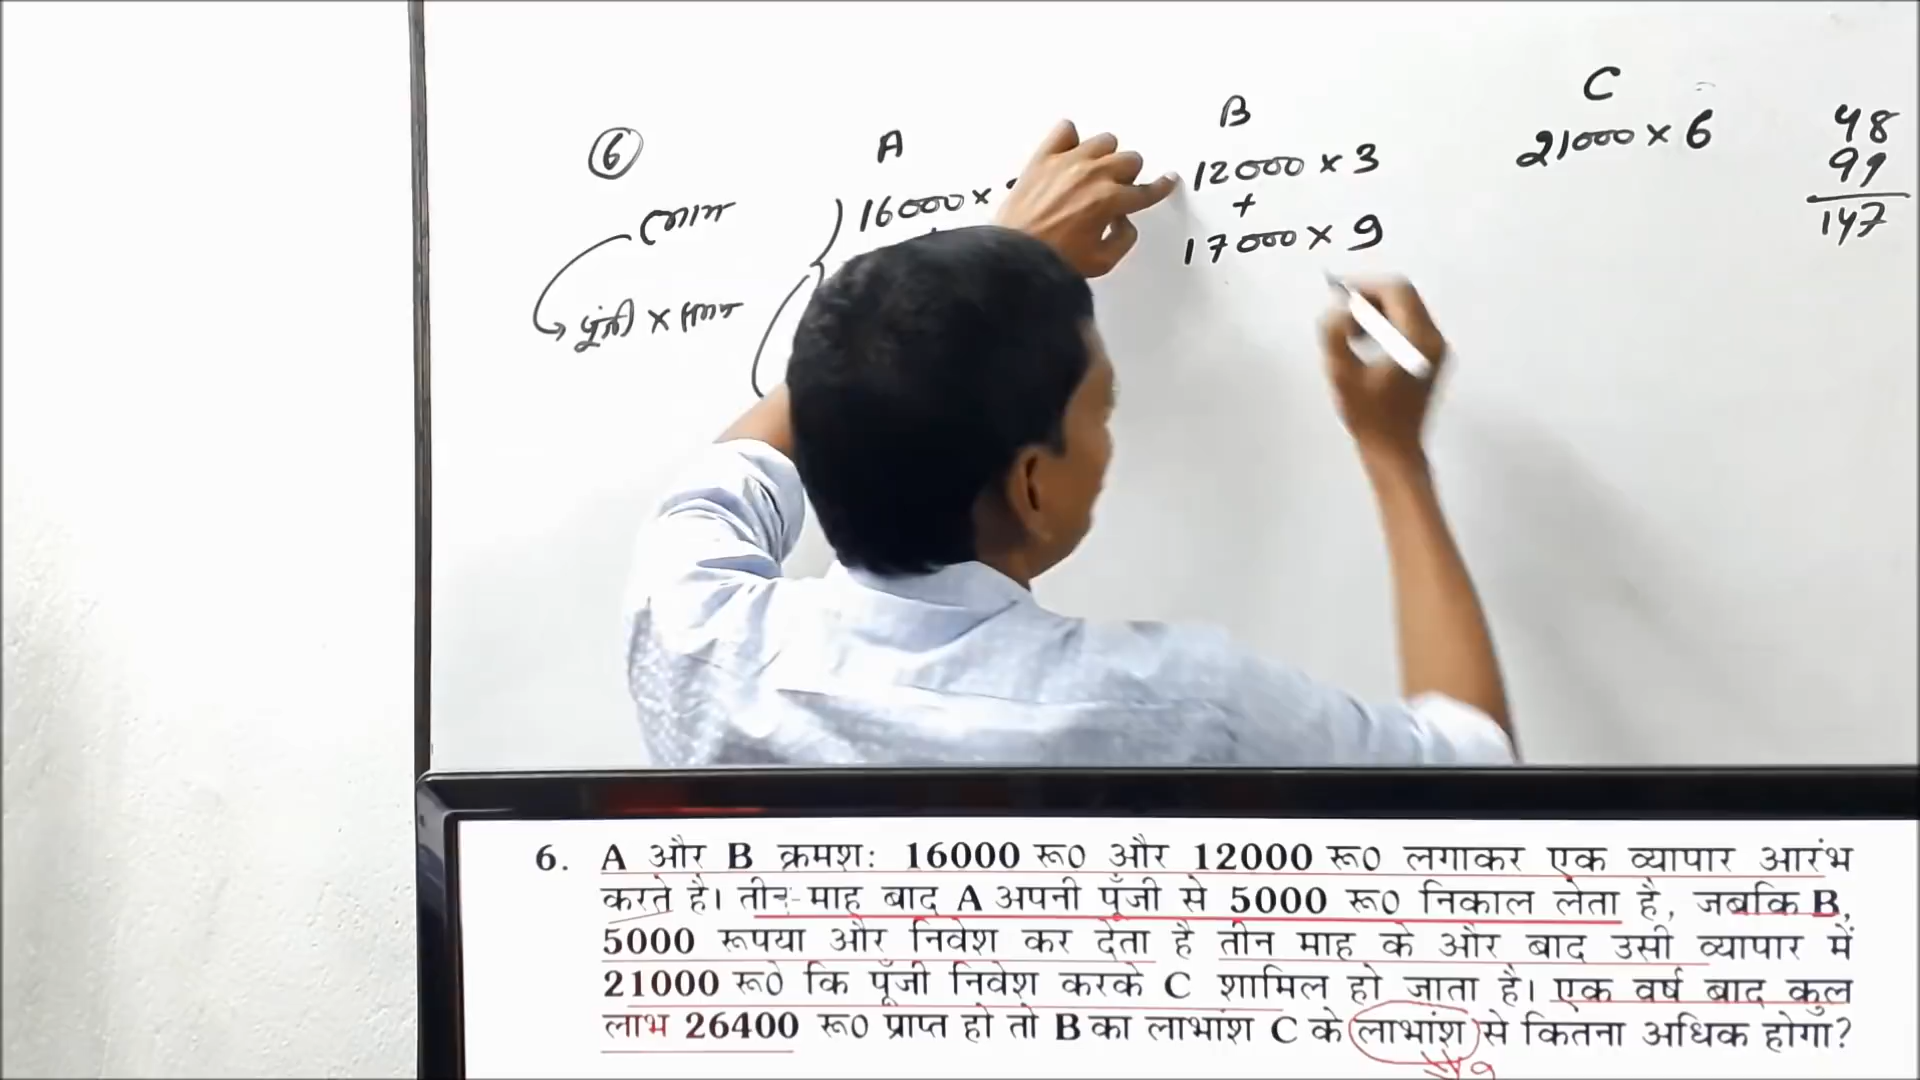 6
A
B
C
लाभ
16000 ×
12000 × 3
21000 × 6
48
99
147
+
17000 × 9
पूंजी × समय
6. A और B क्रमश: 16000 रू0 और 12000 रू0 लगाकर एक व्यापार आरंभ
करते है। तीन माह बाद A अपनी पूँजी से 5000 रू0 निकाल लेता है, जबकि B,
5000 रूपया और निवेश कर देता है तीन माह के और बाद उसी व्यापार में
21000 रू0 कि पूँजी निवेश करके C शामिल हो जाता है। एक वर्ष बाद कुल
लाभ 26400 रू0 प्राप्त हो तो B का लाभांश C के लाभांश से कितना अधिक होगा?